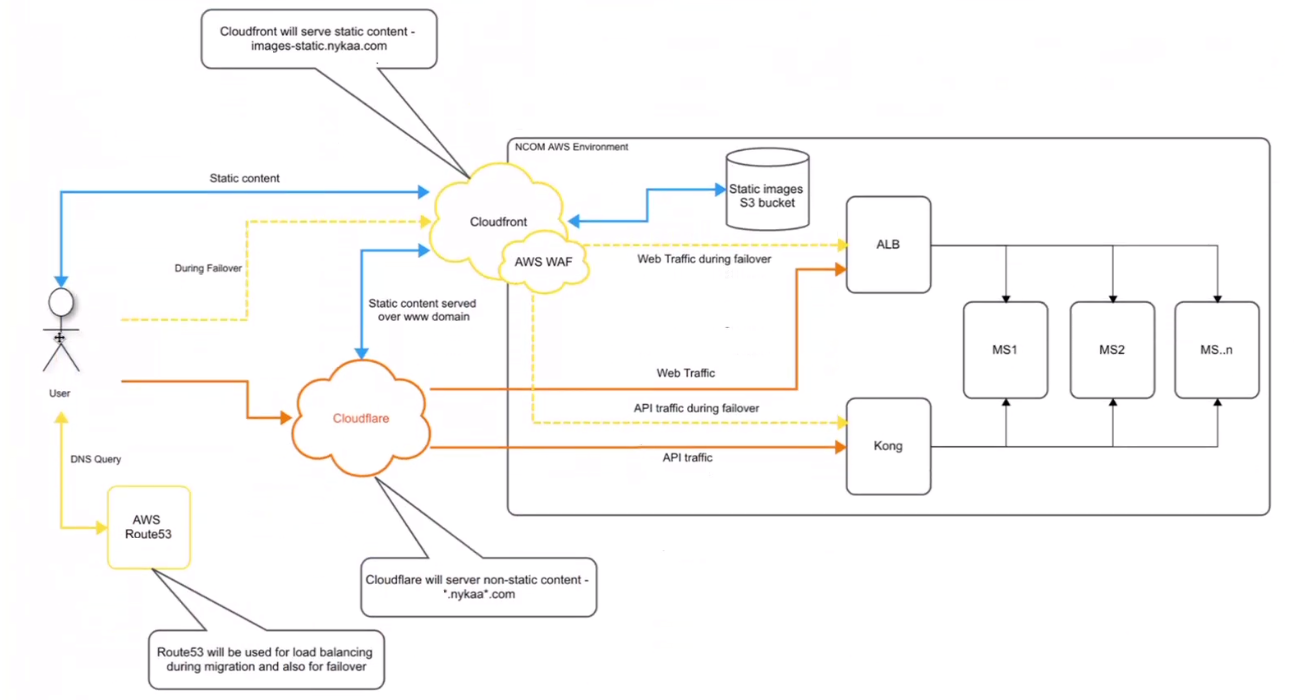 Cloudfront will serve static content -
images-static.nykaa.com
NCOM AWS Environment
Static content
Static images
S3 bucket
Cloudfront
ALB
AWS WAF
Web Traffic during failover
During Failover
Static content served
over www domain
MS1
MS2
MS..n
Web Traffic
User
API traffic during failover
Cloudflare
Kong
API traffic
DNS Query
AWS
Route53
Cloudflare will server non-static content -
*.nykaa*.com
Route53 will be used for load balancing
during migration and also for failover